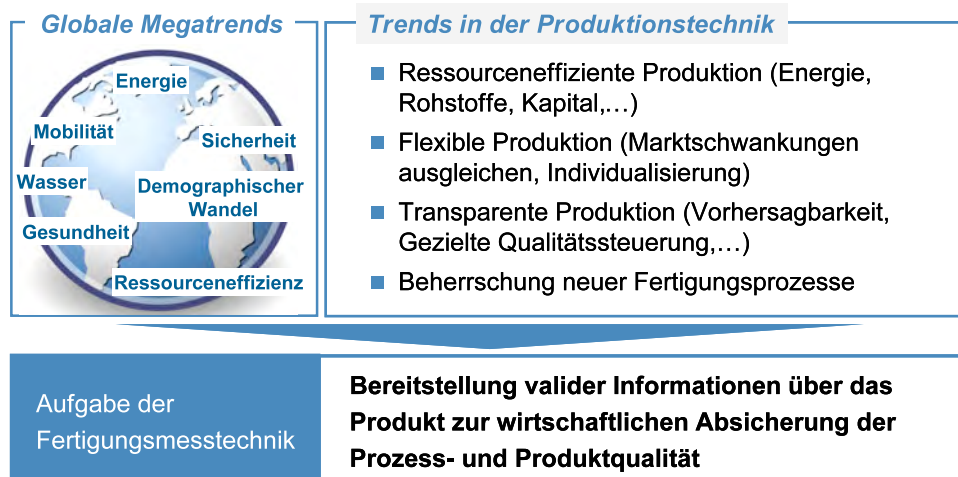 Globale Megatrends
Energie
Mobilität
Sicherheit
Wasser
Demographischer
Wandel
Gesundheit
Ressourceneffizienz
Trends in der Produktionstechnik
Ressourceneffiziente Produktion (Energie,
Rohstoffe, Kapital,…)
Flexible Produktion (Marktschwankungen
ausgleichen, Individualisierung)
Transparente Produktion (Vorhersagbarkeit,
Gezielte Qualitätssteuerung,…)
Beherrschung neuer Fertigungsprozesse
Aufgabe der
Fertigungsmesstechnik
Bereitstellung valider Informationen über das
Produkt zur wirtschaftlichen Absicherung der
Prozess- und Produktqualität